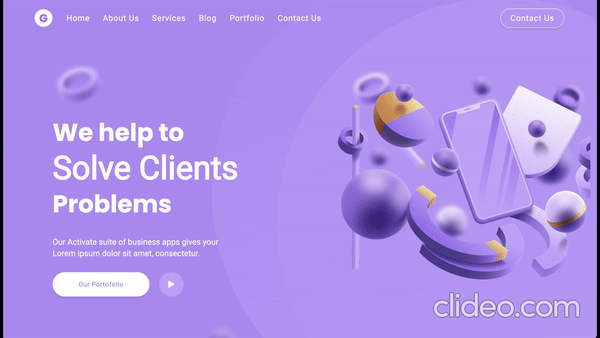 G
Home About Us Services Blog Portfolio Contact Us
Contact Us
We help to
Solve Clients
Problems
Our Activate suite of business apps gives your
Lorem ipsum dolor sit amet, consectetur.
Our Portofolio
clideo.com